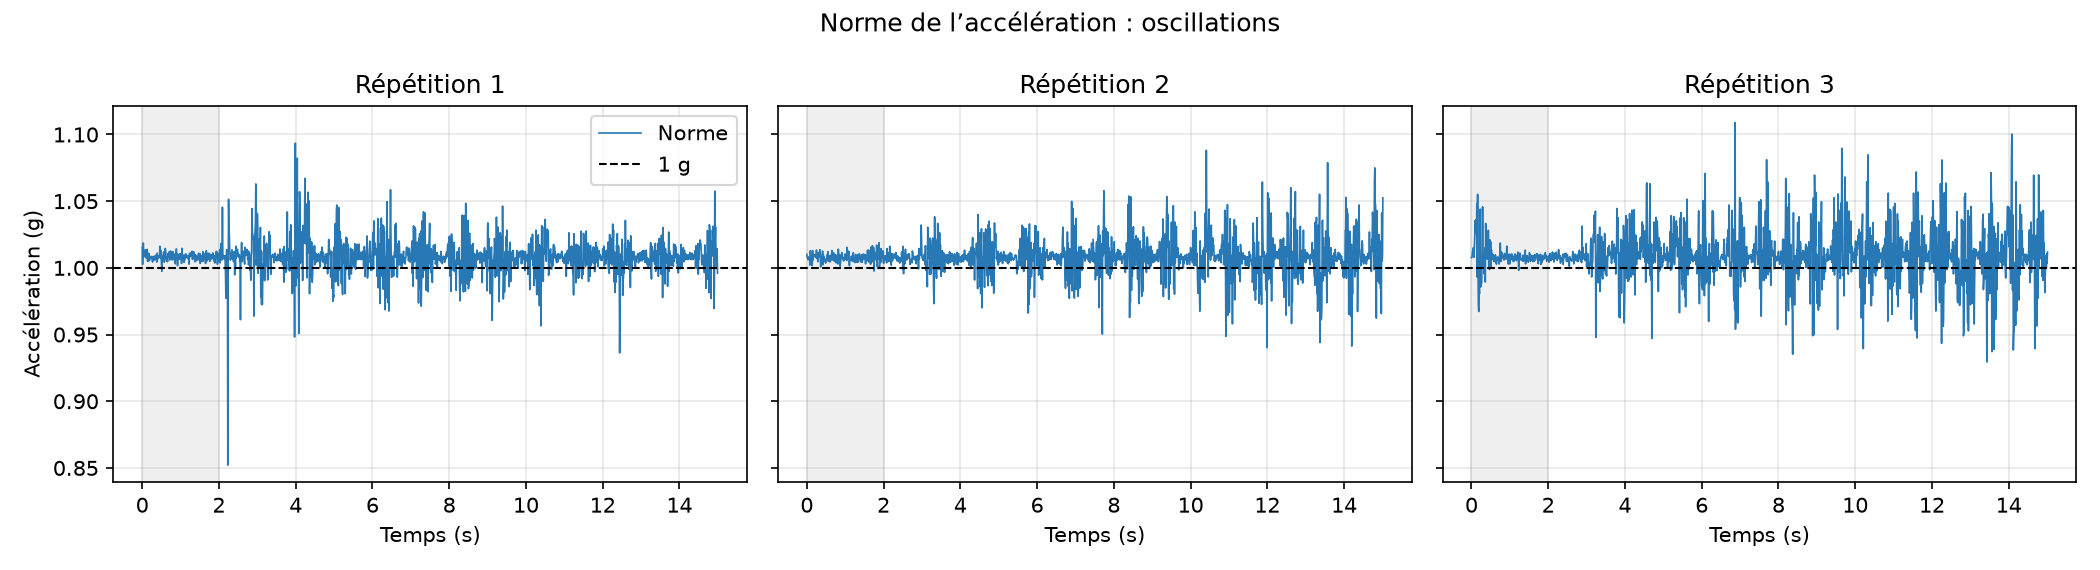 Norme de l’accélération : oscillations
Répétition 1
Répétition 2
Répétition 3
Accélération (g)
1.10
1.05
1.00
0.95
0.90
0.85
Norme
1 g
0 2 4 6 8 10 12 14
0 2 4 6 8 10 12 14
0 2 4 6 8 10 12 14
Temps (s)
Temps (s)
Temps (s)